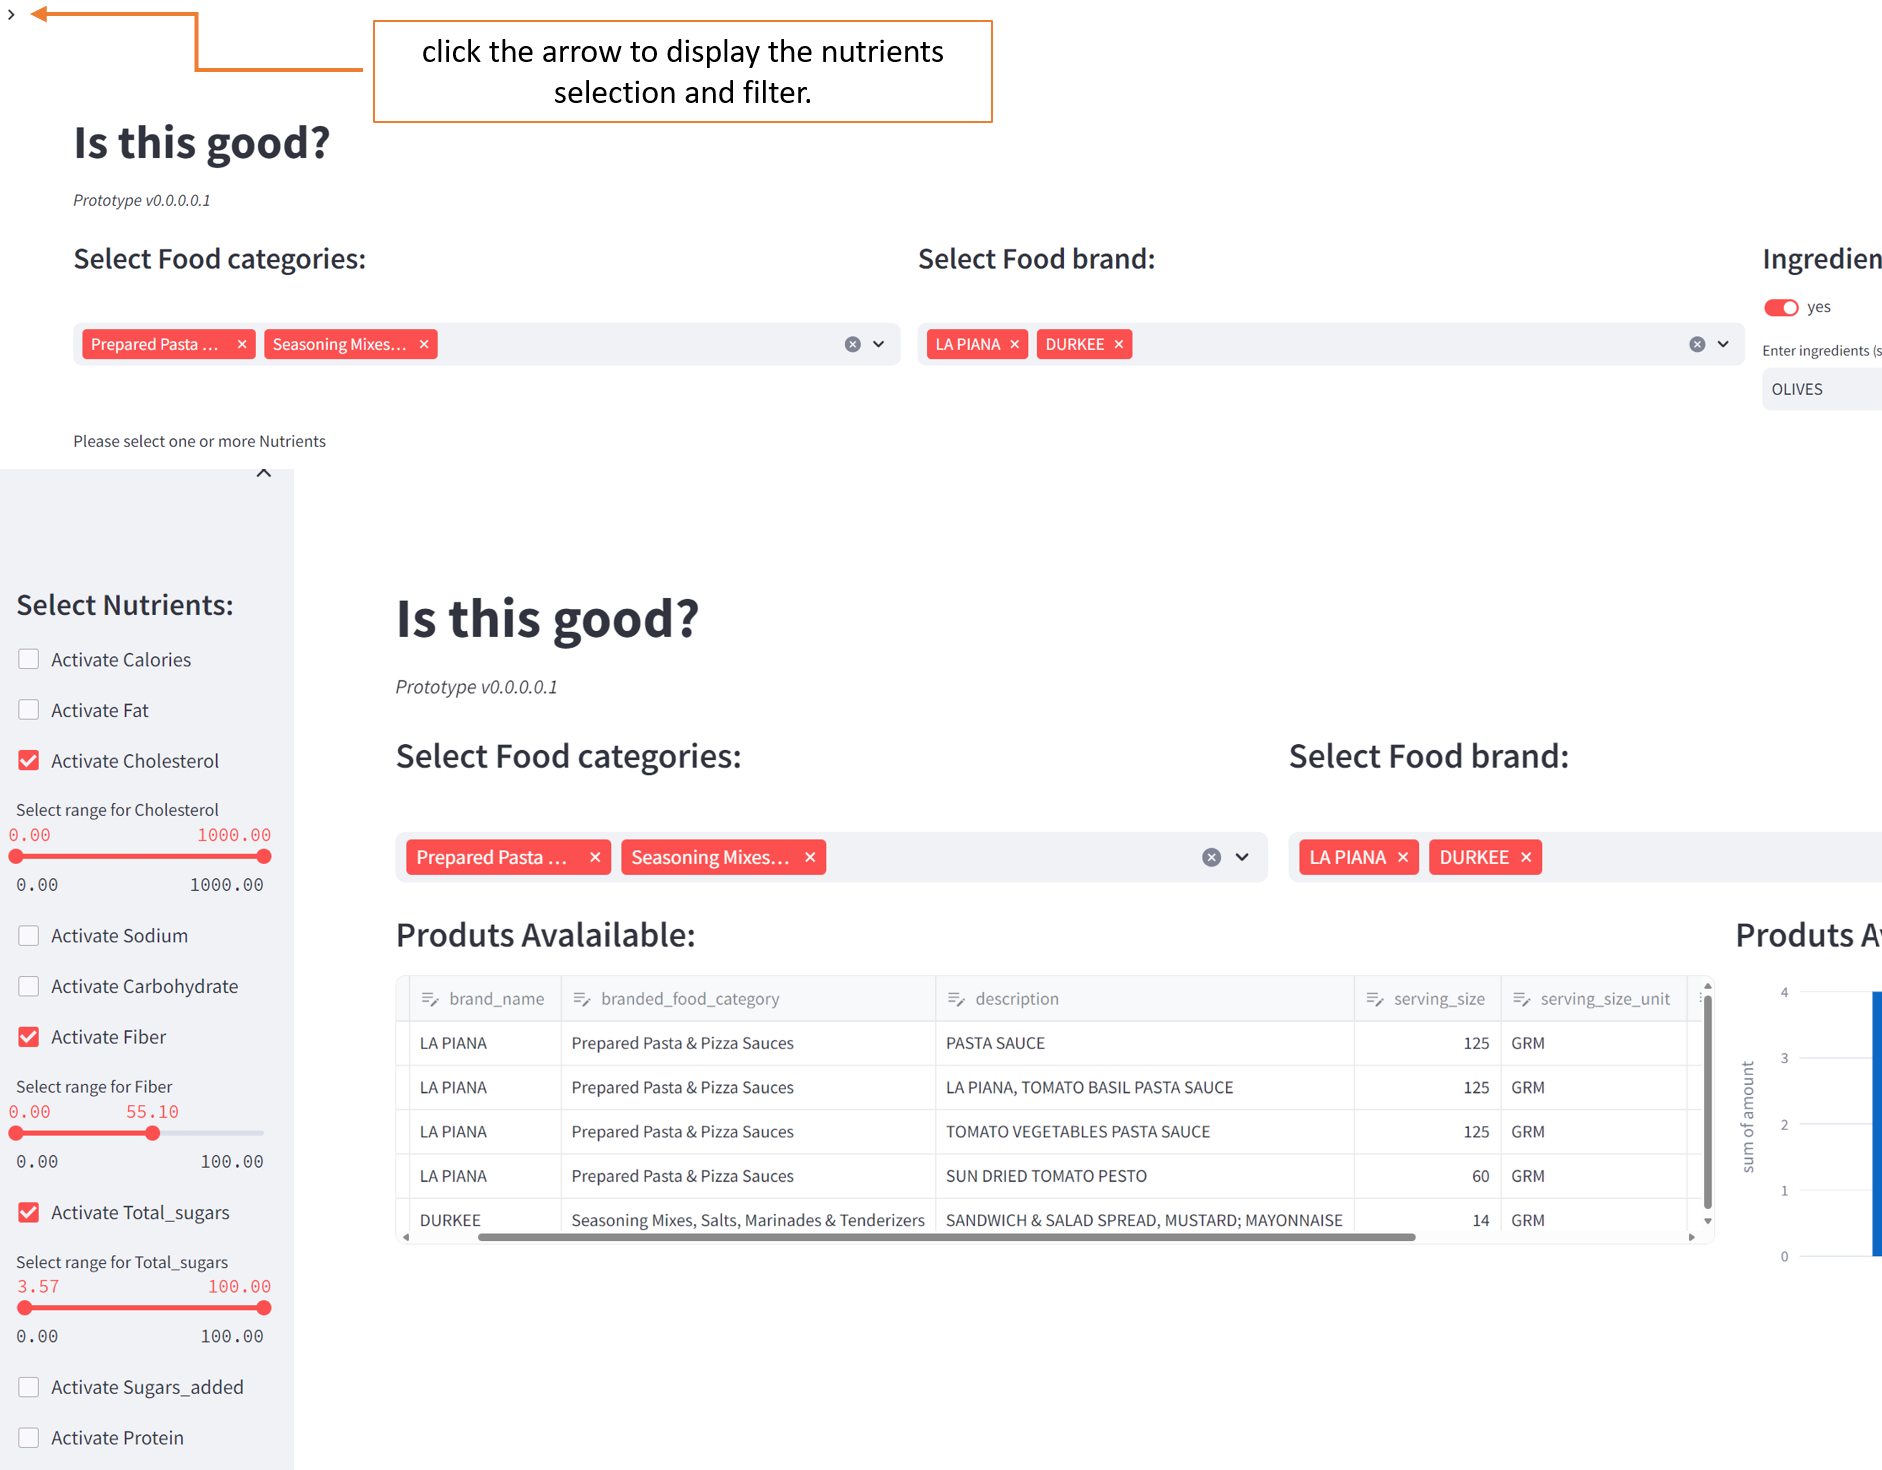 click the arrow to display the nutrients
selection and filter.
Is this good?
Prototype v0.0.0.0.1
Select Food categories:
Select Food brand:
Ingredien
yes
Prepared Pasta ...
Seasoning Mixes...
LA PIANA
DURKEE
Enter ingredients (s
OLIVES
Please select one or more Nutrients
Select Nutrients:
Activate Calories
Activate Fat
Activate Cholesterol
Select range for Cholesterol
0.00 1000.00
0.00 1000.00
Activate Sodium
Activate Carbohydrate
Activate Fiber
Select range for Fiber
0.00 55.10
0.00 100.00
Activate Total_sugars
Select range for Total_sugars
3.57 100.00
0.00 100.00
Activate Sugars_added
Activate Protein
Is this good?
Prototype v0.0.0.0.1
Select Food categories:
Select Food brand:
Prepared Pasta ...
Seasoning Mixes...
LA PIANA
DURKEE
Produts Avalailable:
brand_name branded_food_category description serving_size serving_size_unit
LA PIANA Prepared Pasta & Pizza Sauces PASTA SAUCE 125 GRM
LA PIANA Prepared Pasta & Pizza Sauces LA PIANA, TOMATO BASIL PASTA SAUCE 125 GRM
LA PIANA Prepared Pasta & Pizza Sauces TOMATO VEGETABLES PASTA SAUCE 125 GRM
LA PIANA Prepared Pasta & Pizza Sauces SUN DRIED TOMATO PESTO 60 GRM
DURKEE Seasoning Mixes, Salts, Marinades & Tenderizers SANDWICH & SALAD SPREAD, MUSTARD; MAYONNAISE 14 GRM
Produts Av
4
3
2
1
0
sum of amount